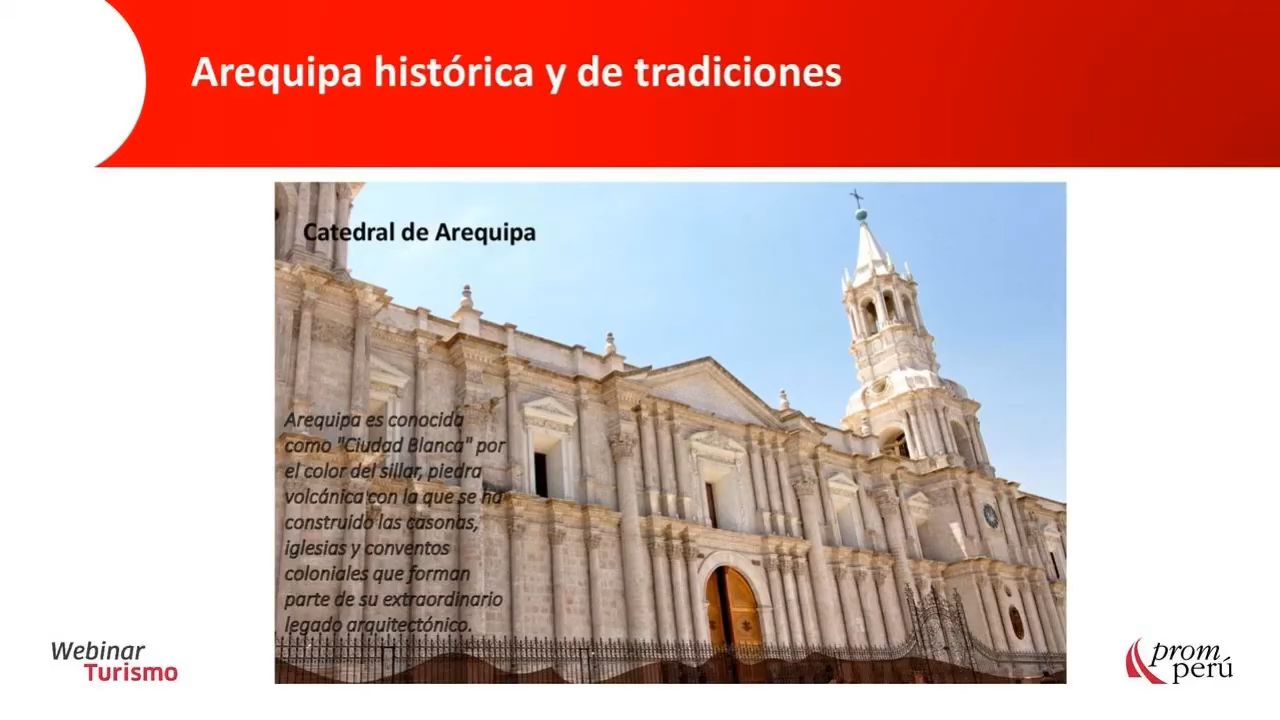 Arequipa histórica y de tradiciones
Catedral de Arequipa
Arequipa es conocida
como "Ciudad Blanca" por
el color del sillar, piedra
volcánica con la que se ha
construido las casonas,
iglesias y conventos
coloniales que forman
parte de su extraordinario
legado arquitectónico.
Webinar
Turismo
prom
perú